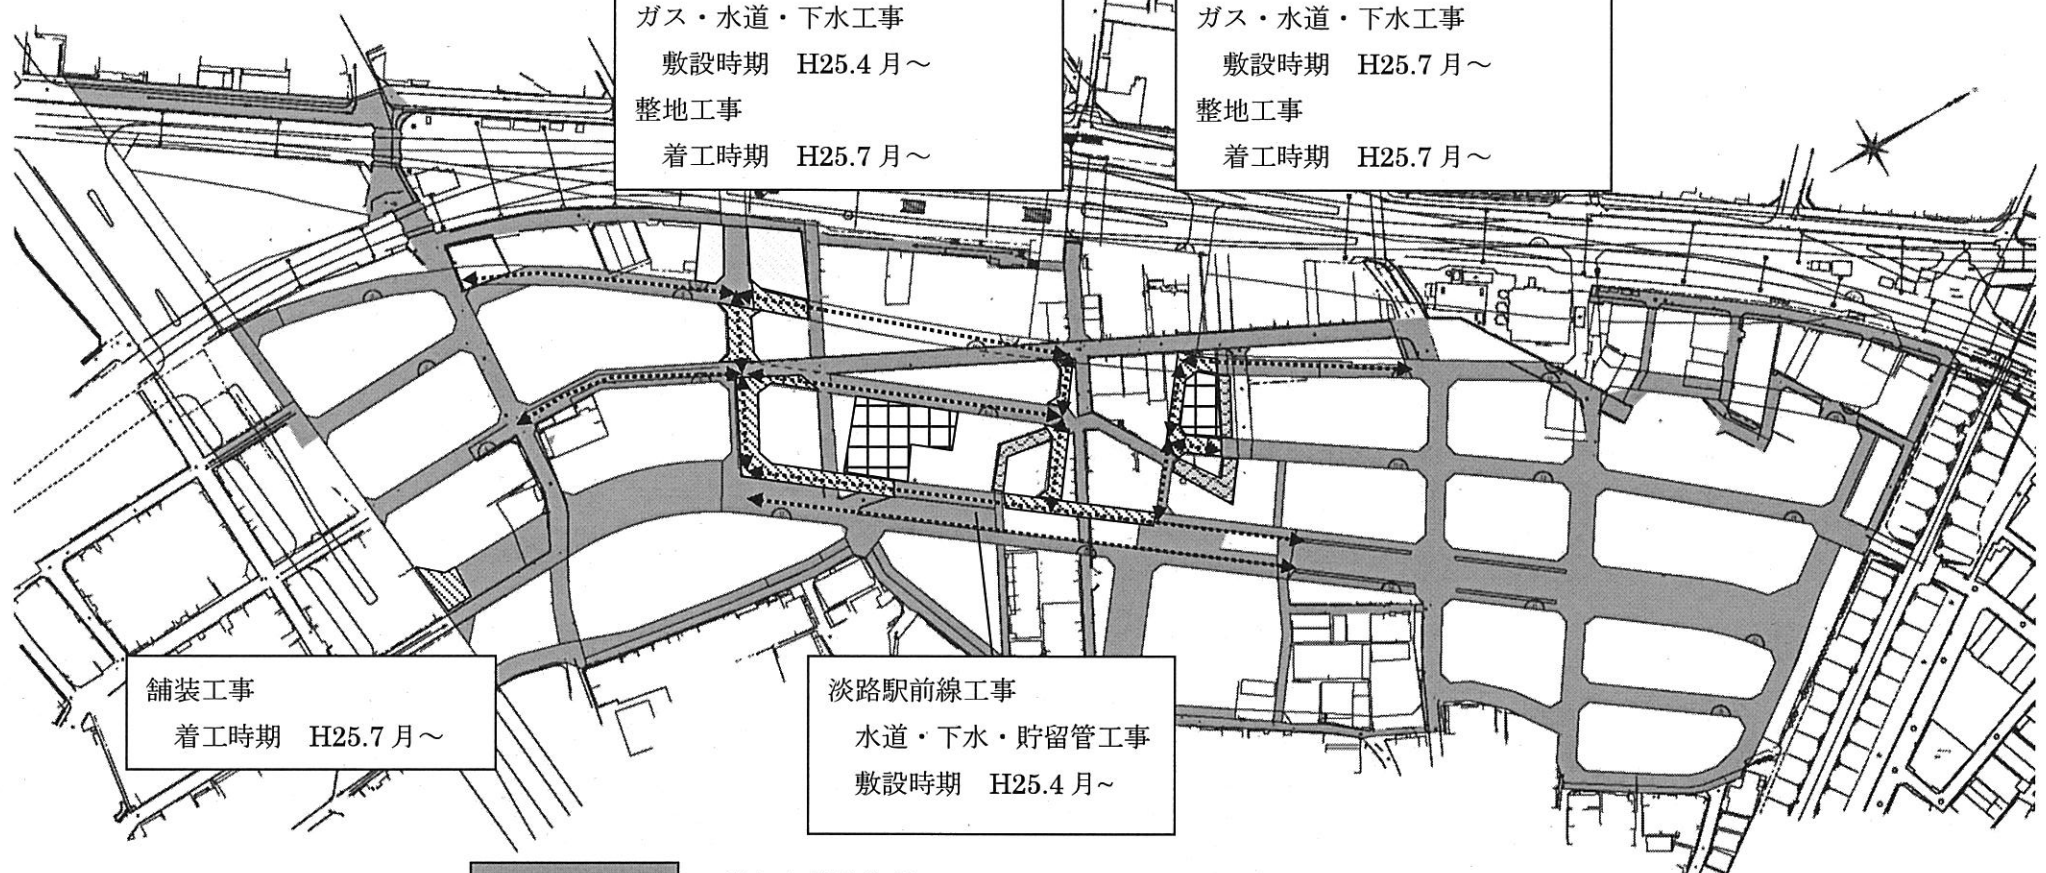 ガス・水道・下水工事
敷設時期 H25.4月～
整地工事
着工時期 H25.7月～
ガス・水道・下水工事
敷設時期 H25.7月～
整地工事
着工時期 H25.7月～
舗装工事
着工時期 H25.7月～
淡路駅前線工事
水道・下水・貯留管工事
敷設時期 H25.4月~